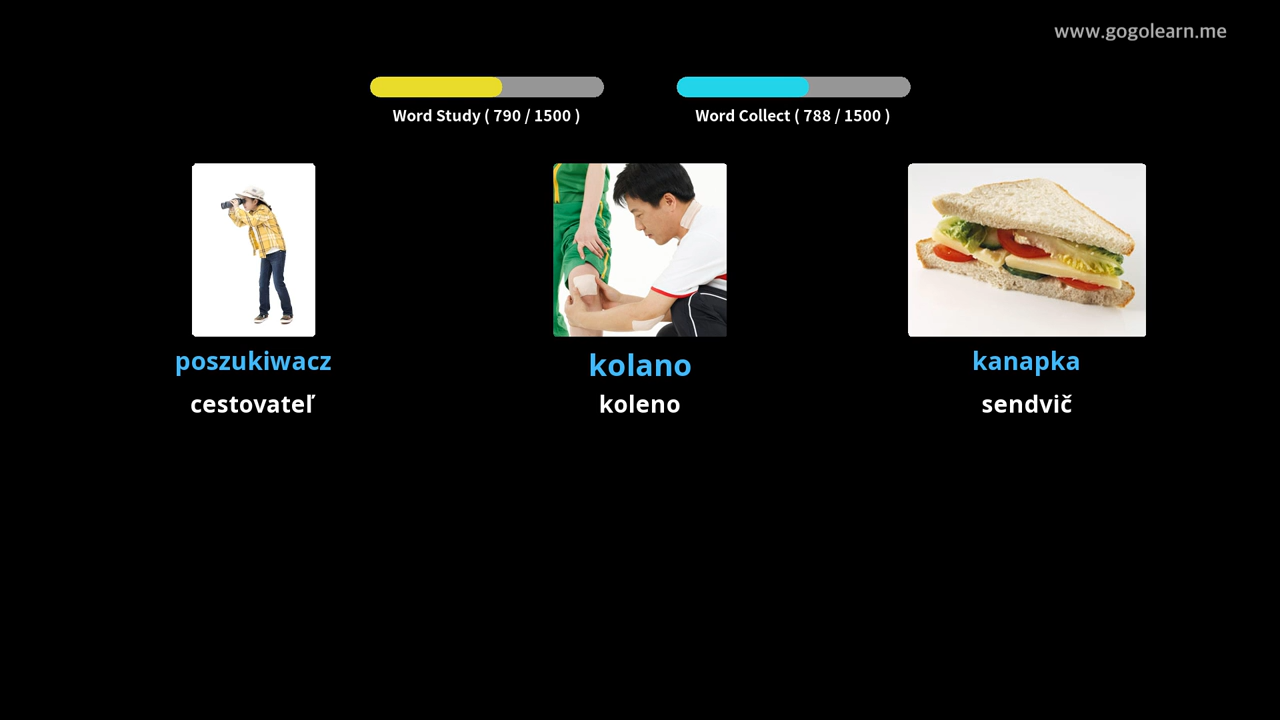 www.gogolearn.me
Word Study ( 790 / 1500 )
Word Collect ( 788 / 1500 )
poszukiwacz
kolano
kanapka
cestovateľ
koleno
sendvič